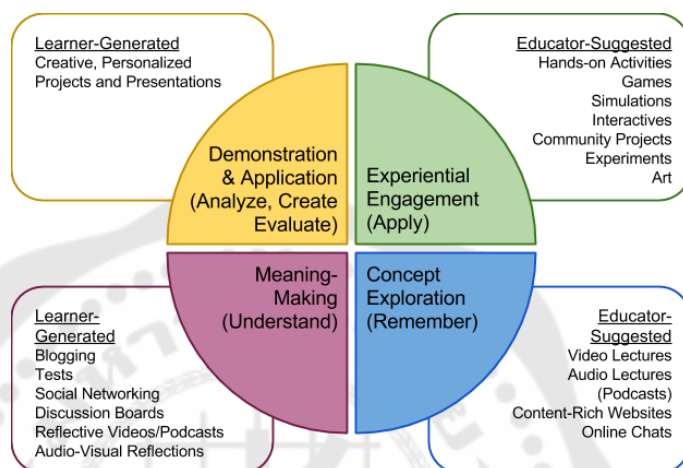 Learner-Generated
Creative, Personalized
Projects and Presentations
Educator-Suggested
Hands-on Activities
Games
Simulations
Interactives
Community Projects
Experiments
Art
Demonstration
& Application
(Analyze, Create
Evaluate)
Experiential
Engagement
(Apply)
Meaning-
Making
(Understand)
Concept
Exploration
(Remember)
Learner-
Generated
Blogging
Tests
Social Networking
Discussion Boards
Reflective Videos/Podcasts
Audio-Visual Reflections
Educator-
Suggested
Video Lectures
Audio Lectures
(Podcasts)
Content-Rich Websites
Online Chats